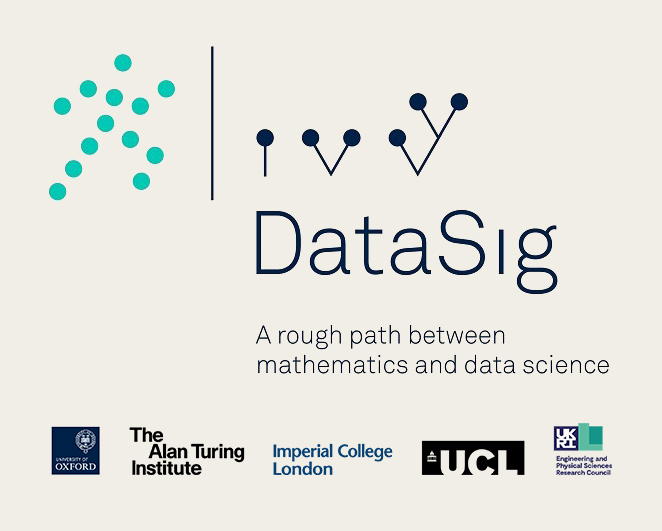 DataSig
A rough path between
mathematics and data science
UNIVERSITY OF
OXFORD
The
Alan Turing
Institute
Imperial College
London
UCL
UK
RI
Engineering and
Physical Sciences
Research Council